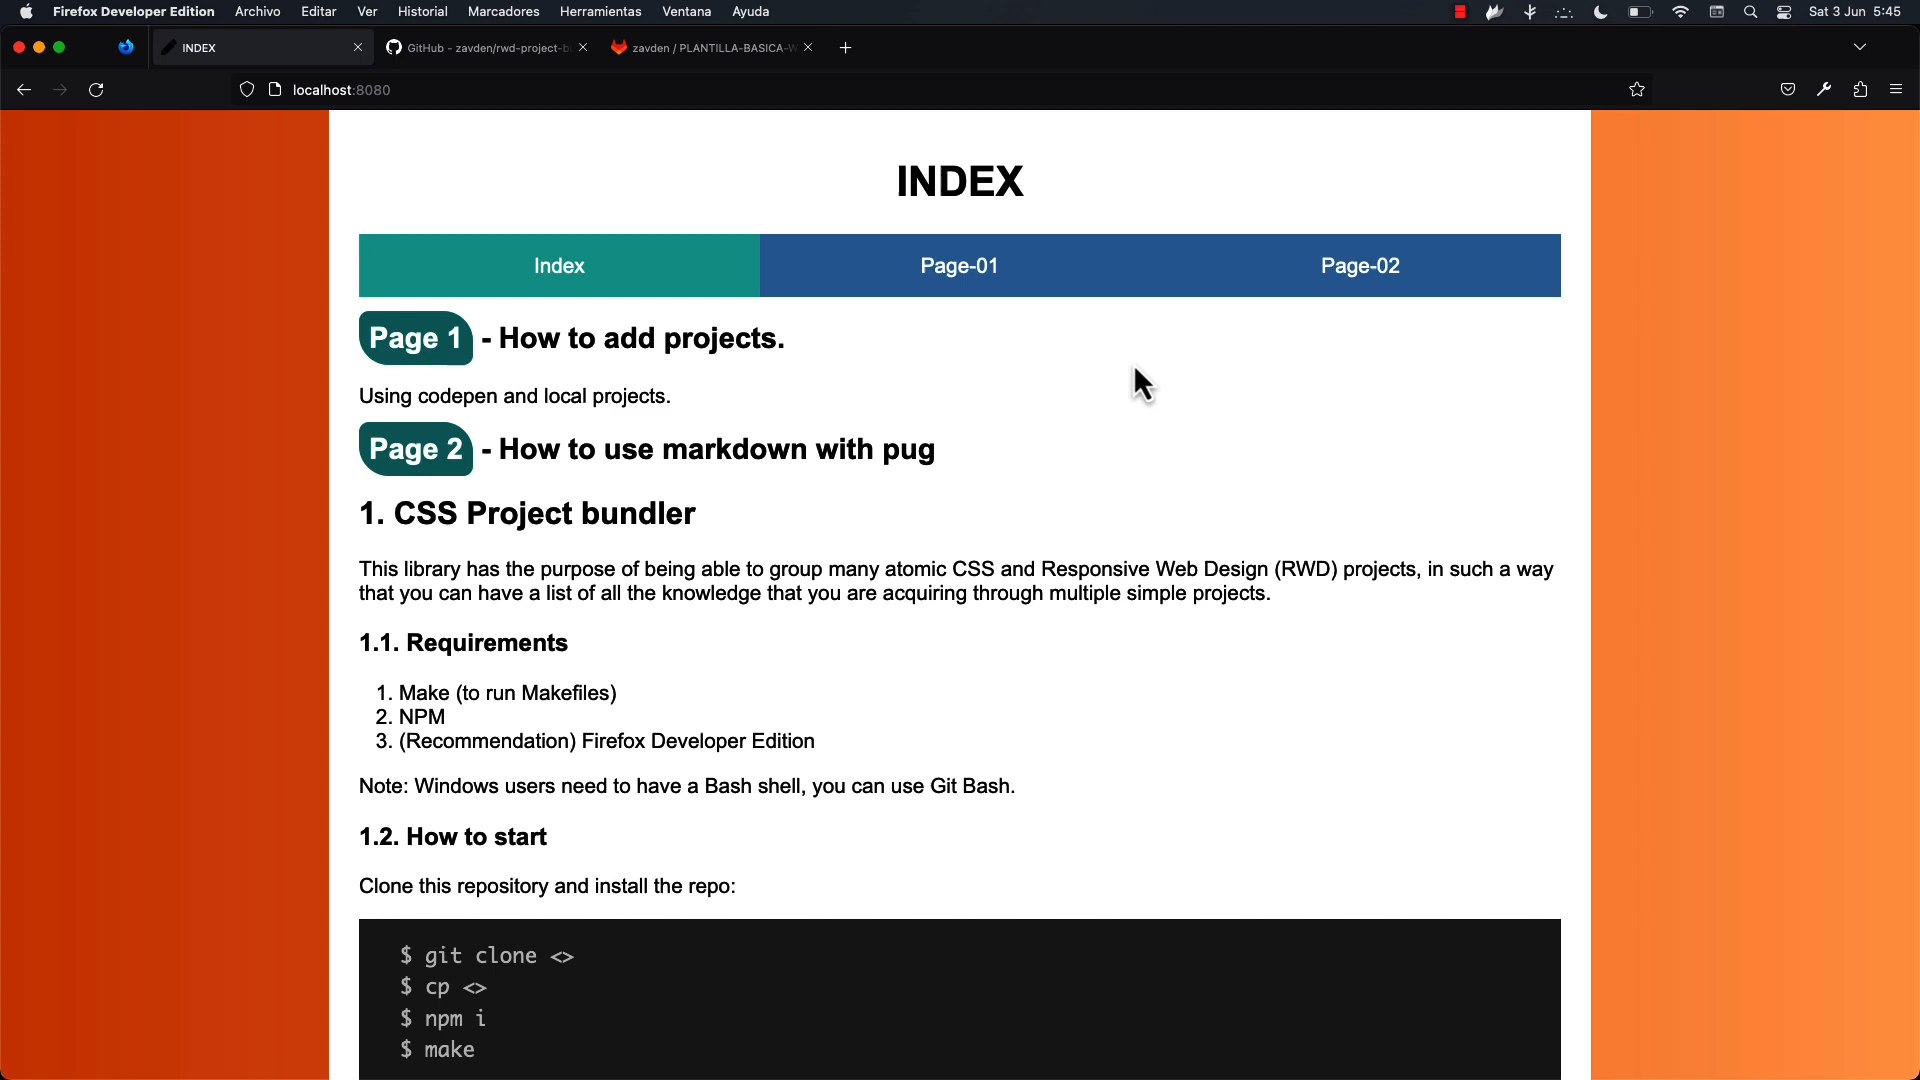 Firefox Developer Edition Archivo Editar Ver Historial Marcadores Herramientas Ventana Ayuda Sat 3 Jun 5:45
INDEX GitHub - zavden/rwd-project-b zavden / PLANTILLA-BASICA-W
localhost:8080
INDEX
Index Page-01 Page-02
Page 1 - How to add projects.
Using codepen and local projects.
Page 2 - How to use markdown with pug
1. CSS Project bundler
This library has the purpose of being able to group many atomic CSS and Responsive Web Design (RWD) projects, in such a way
that you can have a list of all the knowledge that you are acquiring through multiple simple projects.
1.1. Requirements
1. Make (to run Makefiles)
2. NPM
3. (Recommendation) Firefox Developer Edition
Note: Windows users need to have a Bash shell, you can use Git Bash.
1.2. How to start
Clone this repository and install the repo:
$ git clone <>
$ cp <>
$ npm i
$ make